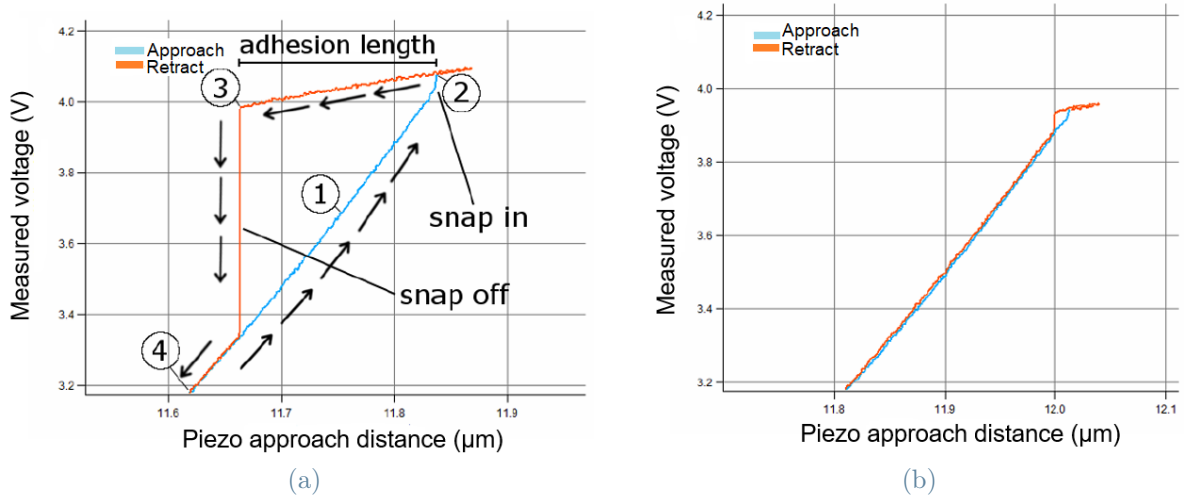 4.2
4.0
3.8
3.6
3.4
3.2
Measured voltage (V)
Approach
Retract
adhesion length
3
2
1
snap in
snap off
4
11.6 11.7 11.8 11.9
Piezo approach distance (μm)
(a)
4.2
4.0
3.8
3.6
3.4
3.2
Measured voltage (V)
Approach
Retract
11.8 11.9 12.0 12.1
Piezo approach distance (μm)
(b)